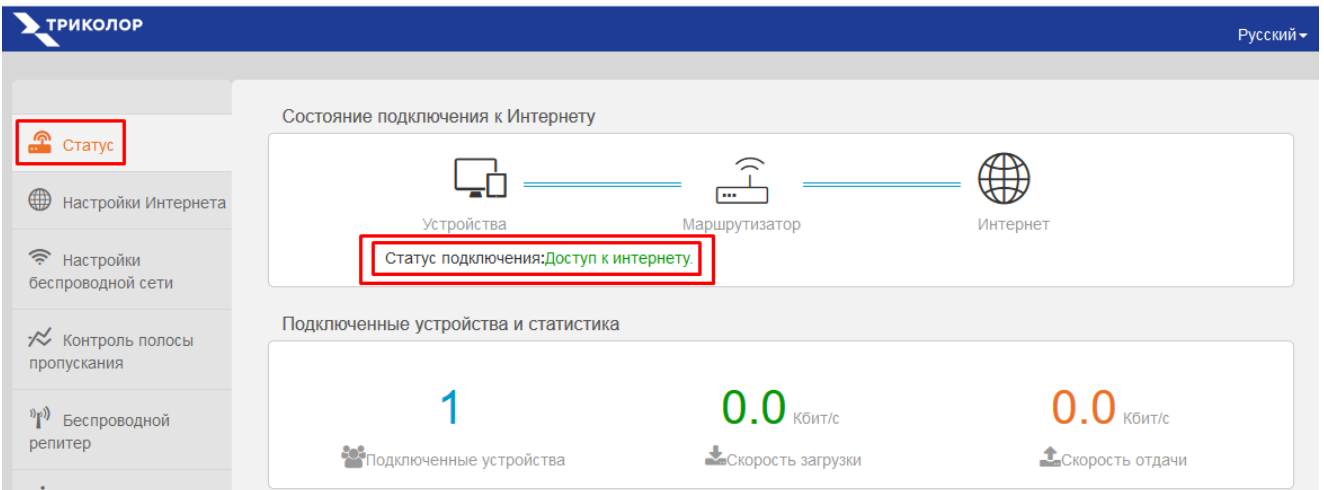 ТРИКОЛОР
Русский
Статус
Настройки Интернета
Настройки
беспроводной сети
Контроль полосы
пропускания
Беспроводной
репитер
Состояние подключения к Интернету
Устройства
Маршрутизатор
Интернет
Статус подключения:Доступ к интернету.
Подключенные устройства и статистика
1
0.0 Кбит/с
0.0 Кбит/с
Подключенные устройства
Скорость загрузки
Скорость отдачи